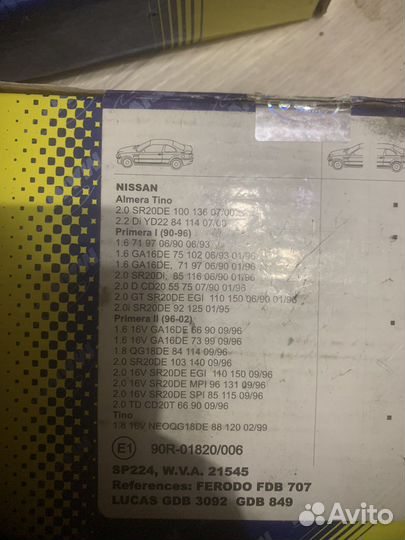 NISSAN
Almera Tino
2.0 SR20DE 100 136 07/00
2.2 Di YD22 84 114 07/00
Primera I (90-96)
1.6 71 97 06/90 06/93
1.6 GA16DE 75 102 06/93 01/96
1.6 GA16DE, 71 97 06/90 01/96
2.0 SR20Di, 85 116 06/90 01/96
2.0 D CD20 55 75 07/90 01/96
2.0 GT SR20DE EGI 110 150 06/90 01/96
2.0i SR20DE 92 125 01/95
Primera II (96-02)
1.6 16V GA16DE 66 90 09/96
1.6 16V GA16DE 73 99 09/96
1.8 QG18DE 84 114 09/96
2.0 SR20DE 103 140 09/96
2.0 16V SR20DE EGI 110 150 09/96
2.0 16V SR20DE MPI 96 131 09/96
2.0 16V SR20DE SPI 85 115 09/96
2.0 TD CD20T 66 90 09/96
Tino
1.8 16V NEOQG18DE 88 120 02/99
E1 90R-01820/006
SP224, W.V.A. 21545
References: FERODO FDB 707
LUCAS GDB 3092 GDB 849
Avito